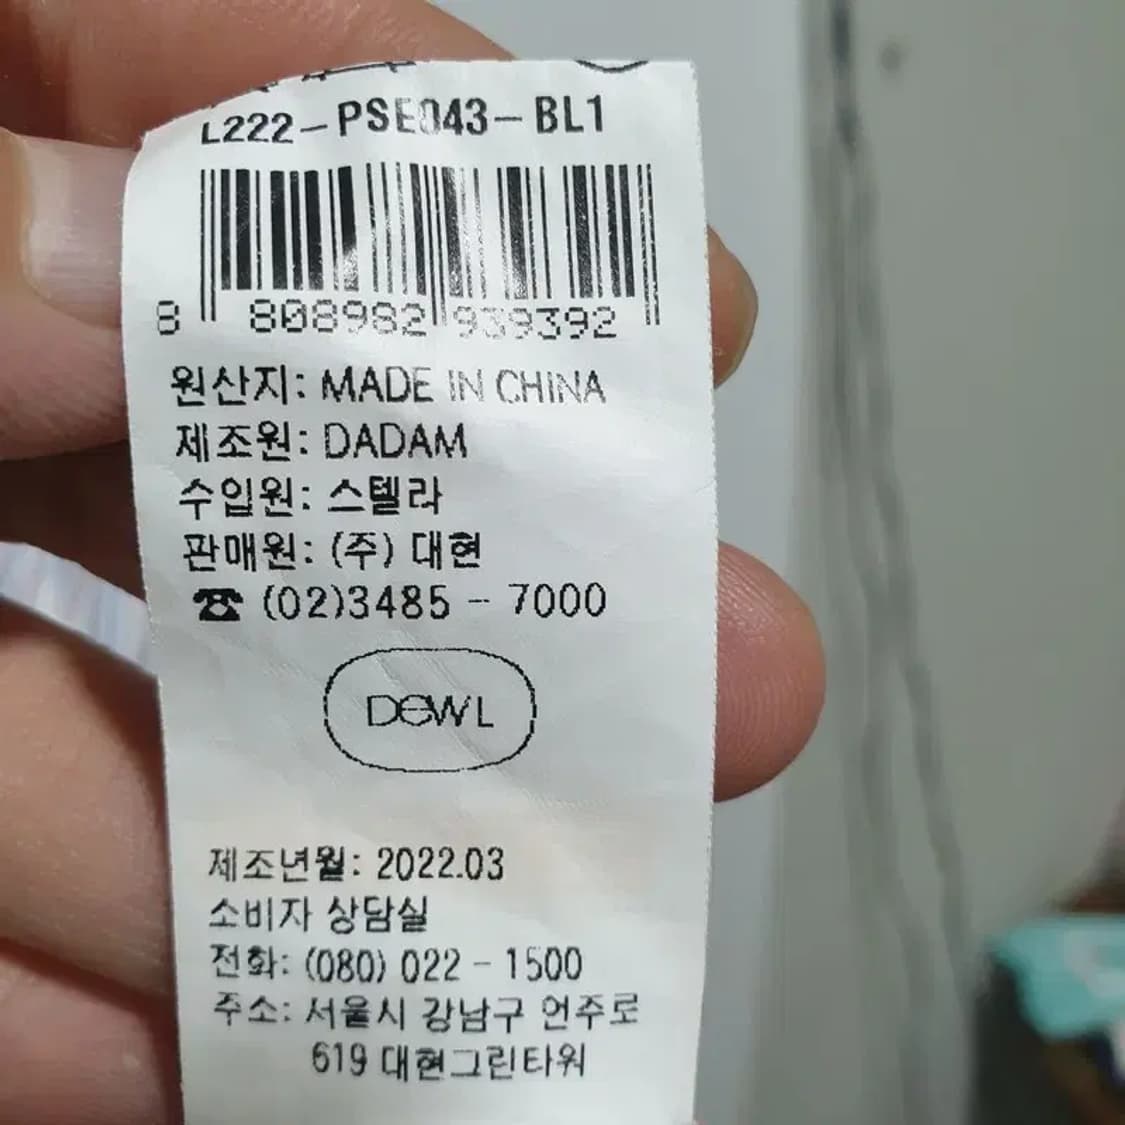 L222-PSE043-BL1
8 808982 939392
원산지: MADE IN CHINA
제조원: DADAM
수입원: 스텔라
판매원: (주) 대현
☎ (02)3485 - 7000
DEWL
제조년월: 2022.03
소비자 상담실
전화: (080) 022 - 1500
주소: 서울시 강남구 언주로
619 대현그린타워